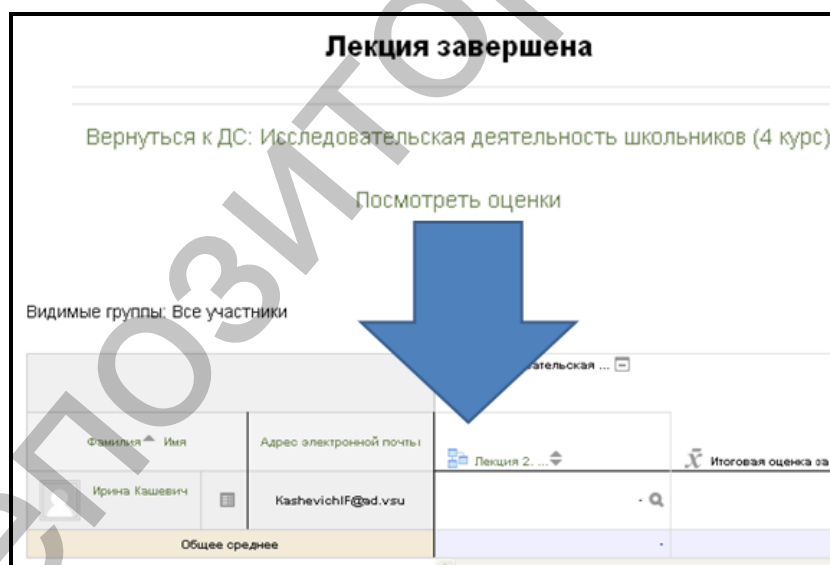 Лекция завершена
Вернуться к ДС: Исследовательская деятельность школьников (4 курс)
Посмотреть оценки
Видимые группы: Все участники
...
Фамилия Имя
Адрес электронной почты
Лекция 2. ...
x̄ Итоговая оценка за
Ирина Кашевич
KashevichIF@ad.vsu
-
Общее среднее
-